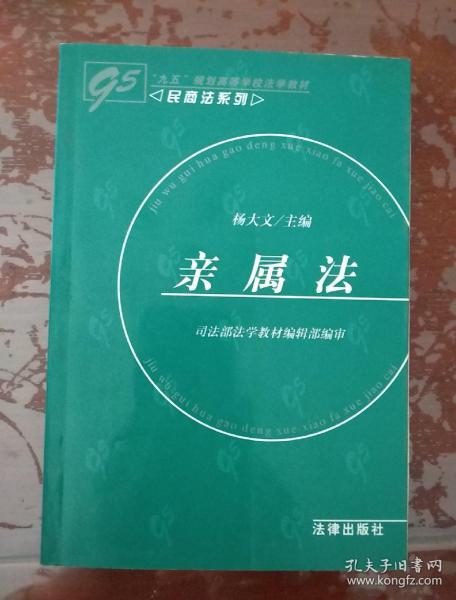 95
"九五"规划高等学校法学教材
民商法系列
jiu wu gui hua gao deng xue xiao fa xue jiao cai
杨大文/主编
亲属法
司法部法学教材编辑部编审
jiu wu gui hua gao deng xue xiao fa xue jiao cai
法律出版社
孔夫子旧书网
www.kongfz.com